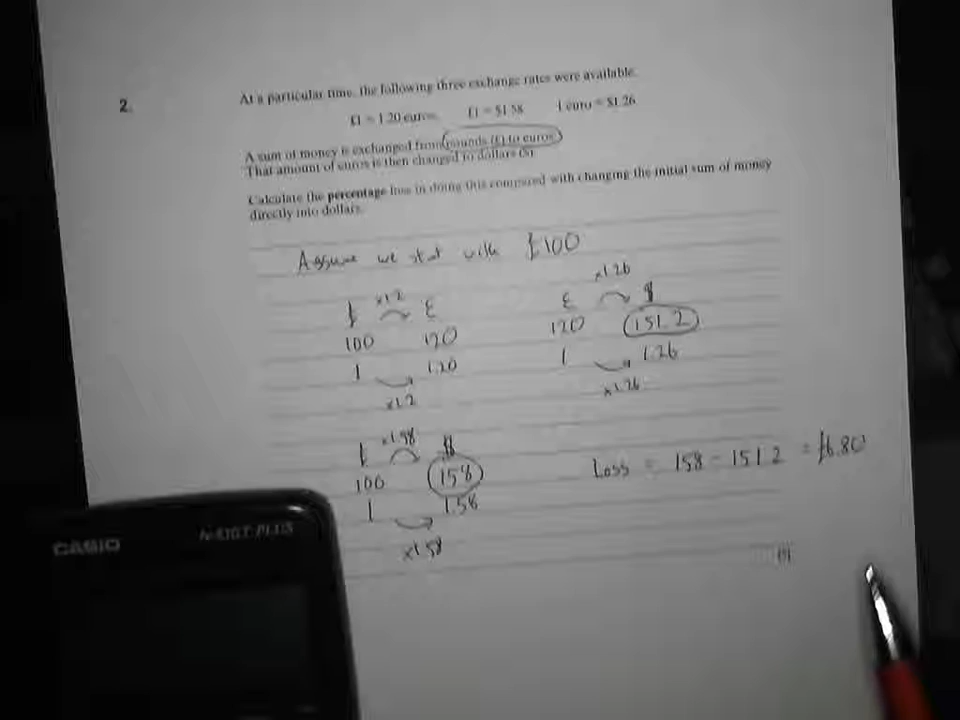 2.
At a particular time, the following three exchange rates were available.
£1 = 1.20 euros £1 = $1.58 1 euro = $1.26
A sum of money is exchanged from pounds (£) to euros.
That amount of euros is then changed to dollars ($).
Calculate the percentage loss in doing this compared with changing the initial sum of money
directly into dollars.
Assume we start with £100
×1.2 ×1.26
£ € € $
100 120 120 151.2
1 1.20 1 1.26
×1.2 ×1.26
×1.58
£ $
100 158 Loss = 158 - 151.2 = £6.80
1 1.58
×1.58
CASIO